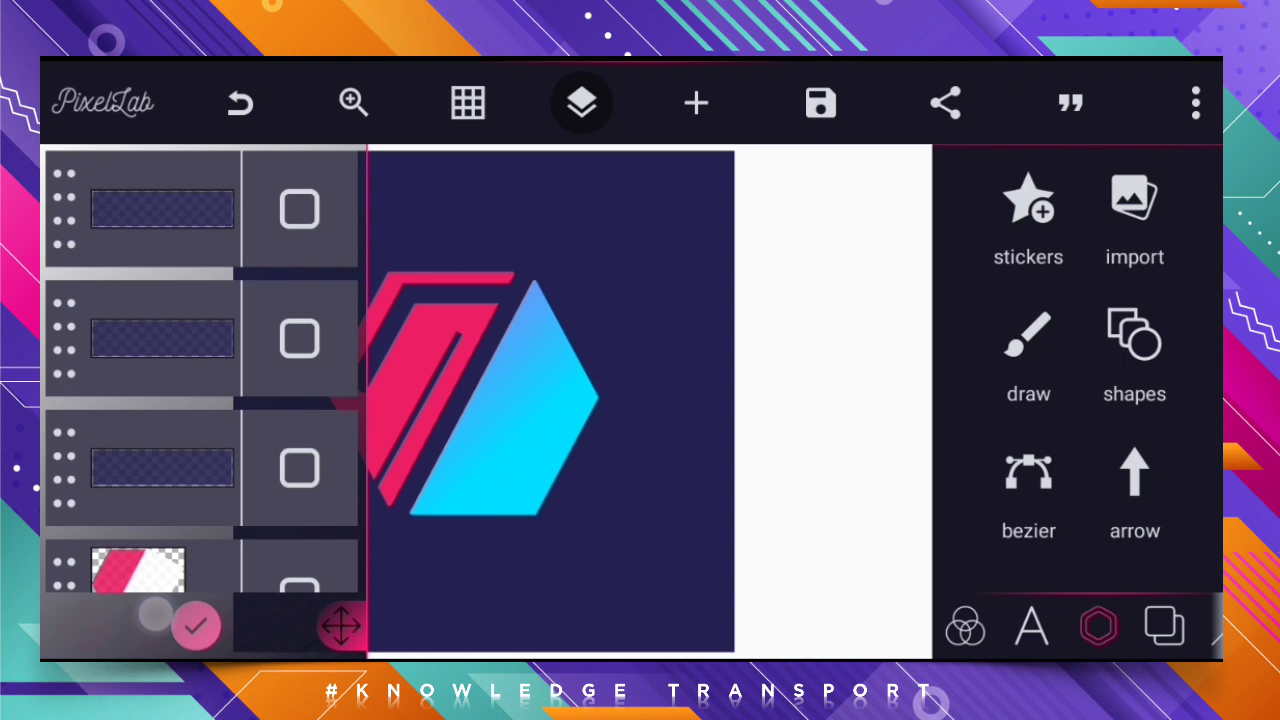 PixelLab
stickers import
draw shapes
bezier arrow
#KNOWLEDGE TRANSPORT